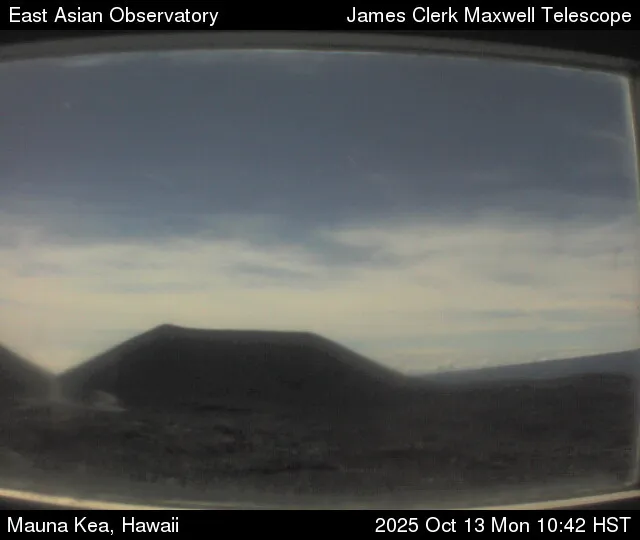 East Asian Observatory
James Clerk Maxwell Telescope
Mauna Kea, Hawaii
2025 Oct 13 Mon 10:42 HST